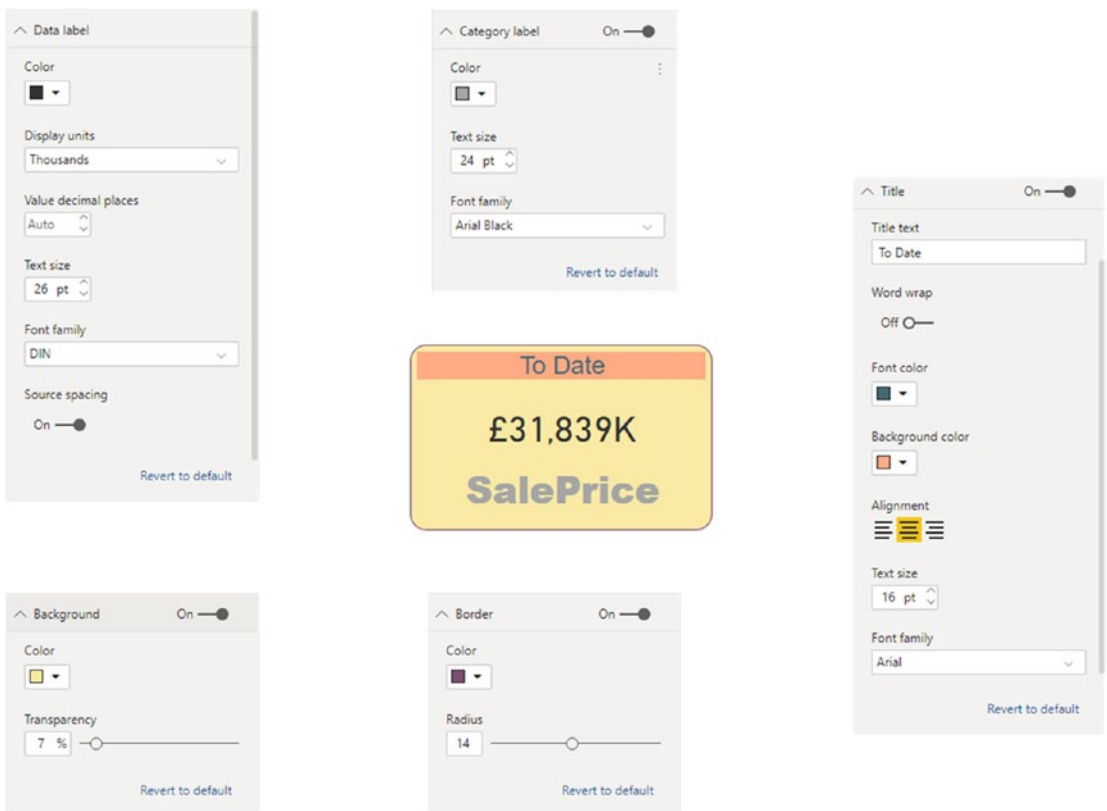 Data label
Color
Display units
Thousands
Value decimal places
Auto
Text size
26 pt
Font family
DIN
Source spacing
On
Revert to default
Category label On
Color
Text size
24 pt
Font family
Arial Black
Revert to default
To Date
£31,839K
SalePrice
Title On
Title text
To Date
Word wrap
Off
Font color
Background color
Alignment
Text size
16 pt
Font family
Arial
Revert to default
Background On
Color
Transparency
7 %
Revert to default
Border On
Color
Radius
14
Revert to default